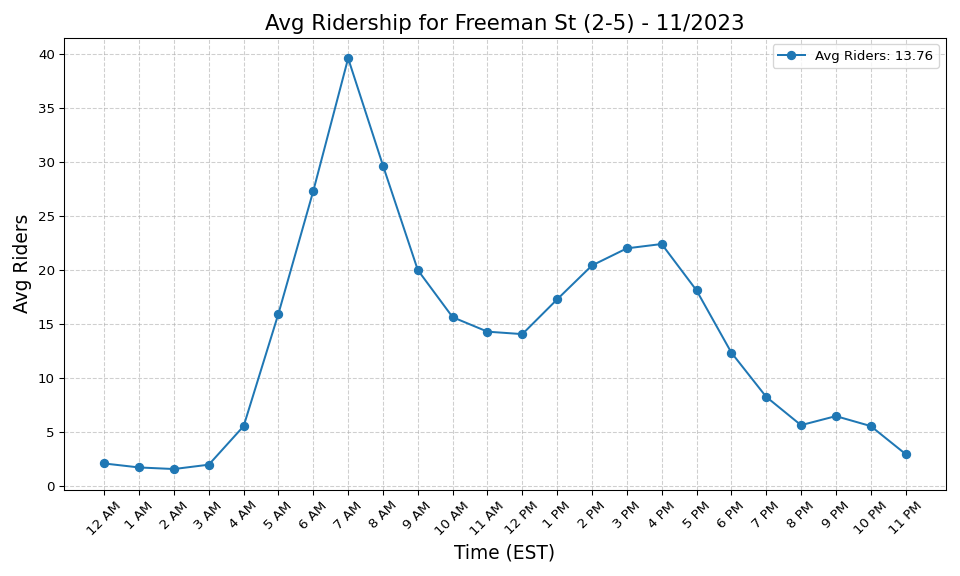 Avg Ridership for Freeman St (2-5) - 11/2023
Avg Riders: 13.76
Avg Riders
40
35
30
25
20
15
10
5
0
12 AM 1 AM 2 AM 3 AM 4 AM 5 AM 6 AM 7 AM 8 AM 9 AM 10 AM 11 AM 12 PM 1 PM 2 PM 3 PM 4 PM 5 PM 6 PM 7 PM 8 PM 9 PM 10 PM 11 PM
Time (EST)